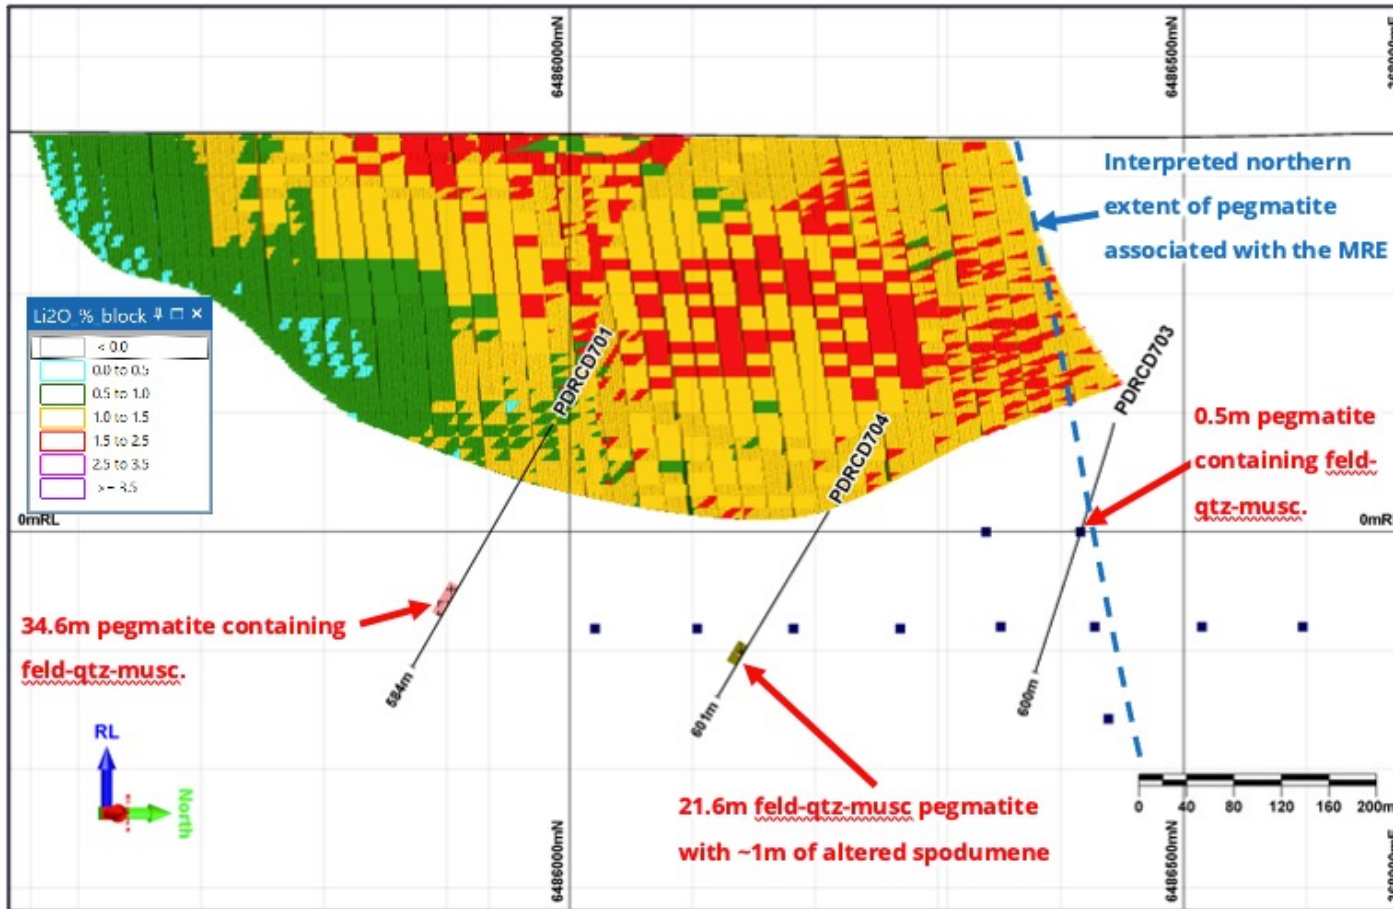 6486000mN
6486500mN
Interpreted northern
extent of pegmatite
associated with the MRE
Li2O_%_block
< 0.0
0.0 to 0.5
0.5 to 1.0
1.0 to 1.5
1.5 to 2.5
2.5 to 3.5
>= 3.5
PDRCD701
PDRCD704
PDRCD703
0.5m pegmatite
containing feld-
qtz-musc.
0mRL
0mR
34.6m pegmatite containing
feld-qtz-musc.
584m
601m
600m
RL
North
21.6m feld-qtz-musc pegmatite
with ~1m of altered spodumene
0 40 80 120 160 200m
6486000mN
6486500mN